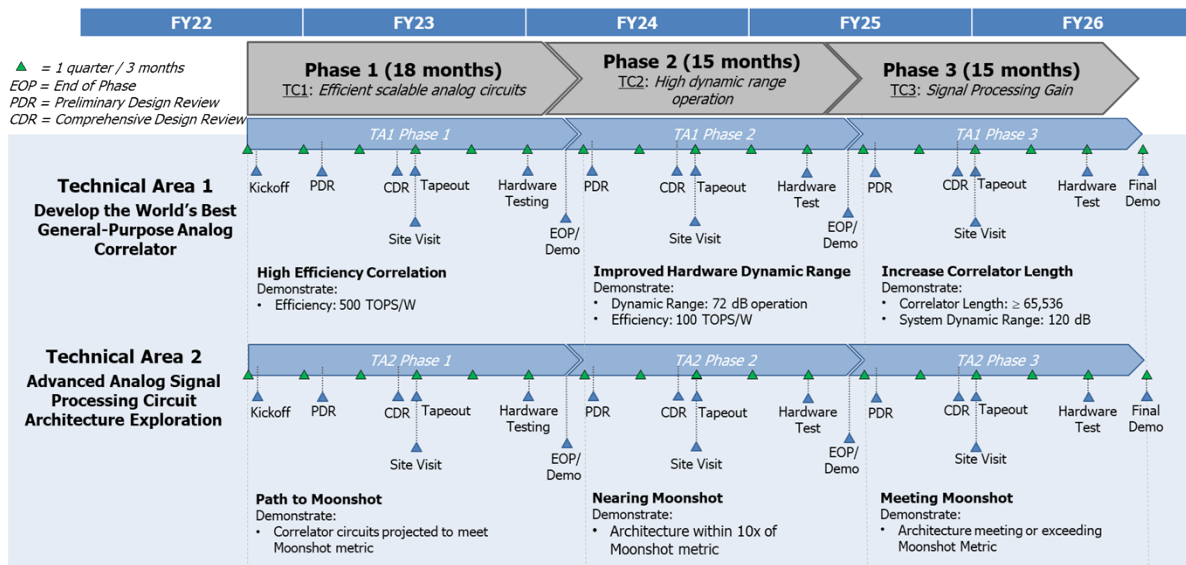 FY22 FY23 FY24 FY25 FY26
= 1 quarter / 3 months
EOP = End of Phase
PDR = Preliminary Design Review
CDR = Comprehensive Design Review
Phase 1 (18 months)
TC1: Efficient scalable analog circuits
Phase 2 (15 months)
TC2: High dynamic range
operation
Phase 3 (15 months)
TC3: Signal Processing Gain
TA1 Phase 1 TA1 Phase 2 TA1 Phase 3
Technical Area 1
Develop the World's Best
General-Purpose Analog
Correlator
Kickoff
PDR
CDR
Tapeout
Site Visit
Hardware
Testing
EOP/
Demo
PDR
CDR
Tapeout
Site Visit
Hardware
Test
EOP/
Demo
PDR
CDR
Tapeout
Site Visit
Hardware
Test
Final
Demo
High Efficiency Correlation
Demonstrate:
• Efficiency: 500 TOPS/W
Improved Hardware Dynamic Range
Demonstrate:
• Dynamic Range: 72 dB operation
• Efficiency: 100 TOPS/W
Increase Correlator Length
Demonstrate:
• Correlator Length: ≥ 65,536
• System Dynamic Range: 120 dB
TA2 Phase 1 TA2 Phase 2 TA2 Phase 3
Technical Area 2
Advanced Analog Signal
Processing Circuit
Architecture Exploration
Kickoff
PDR
CDR
Tapeout
Site Visit
Hardware
Testing
EOP/
Demo
PDR
CDR
Tapeout
Site Visit
Hardware
Test
EOP/
Demo
PDR
CDR
Tapeout
Site Visit
Hardware
Test
Final
Demo
Path to Moonshot
Demonstrate:
• Correlator circuits projected to meet
Moonshot metric
Nearing Moonshot
Demonstrate:
• Architecture within 10x of
Moonshot metric
Meeting Moonshot
Demonstrate:
• Architecture meeting or exceeding
Moonshot Metric